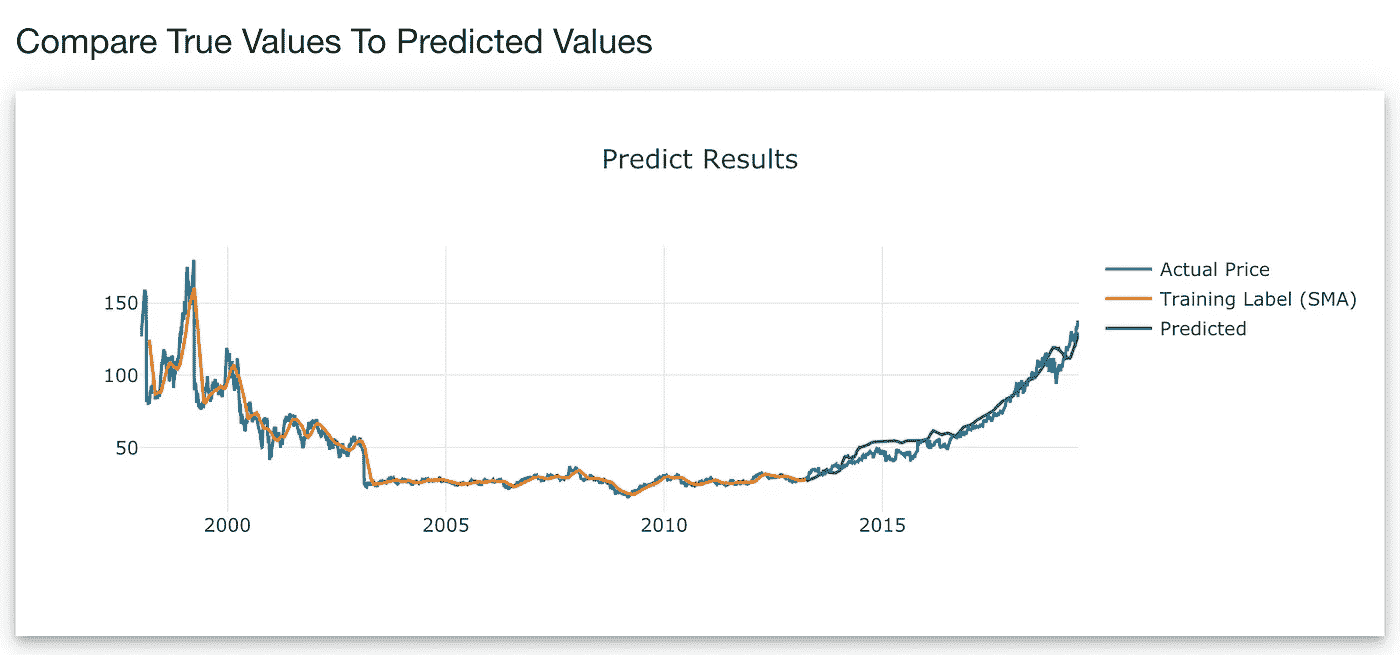 Compare True Values To Predicted Values
Predict Results
150
100
50
2000 2005 2010 2015
Actual Price
Training Label (SMA)
Predicted